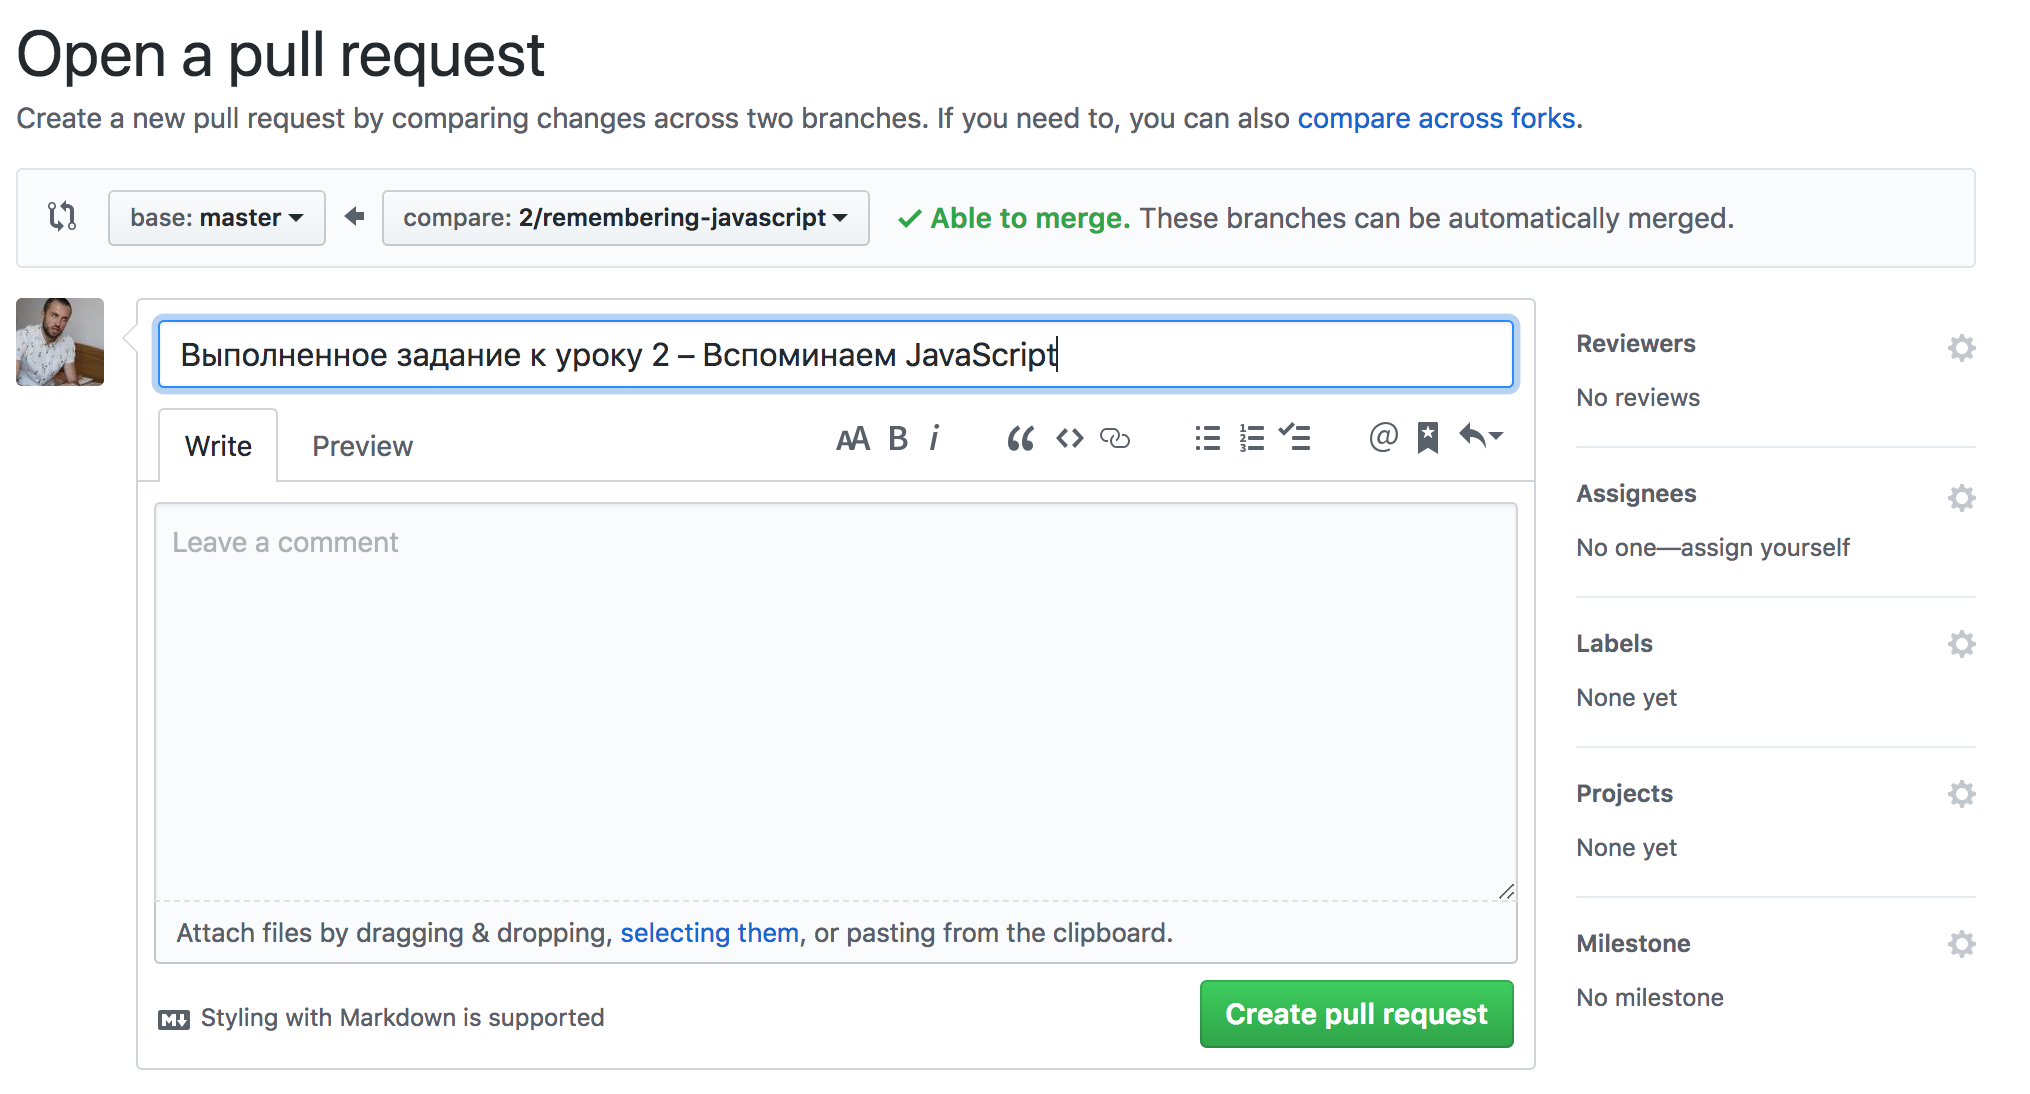 Open a pull request
Create a new pull request by comparing changes across two branches. If you need to, you can also compare across forks.
base: master compare: 2/remembering-javascript Able to merge. These branches can be automatically merged.
Выполненное задание к уроку 2 – Вспоминаем JavaScript
Write Preview AA B i “ <> 1 2 3 @
Leave a comment
Attach files by dragging & dropping, selecting them, or pasting from the clipboard.
M Styling with Markdown is supported
Create pull request
Reviewers
No reviews
Assignees
No one—assign yourself
Labels
None yet
Projects
None yet
Milestone
No milestone